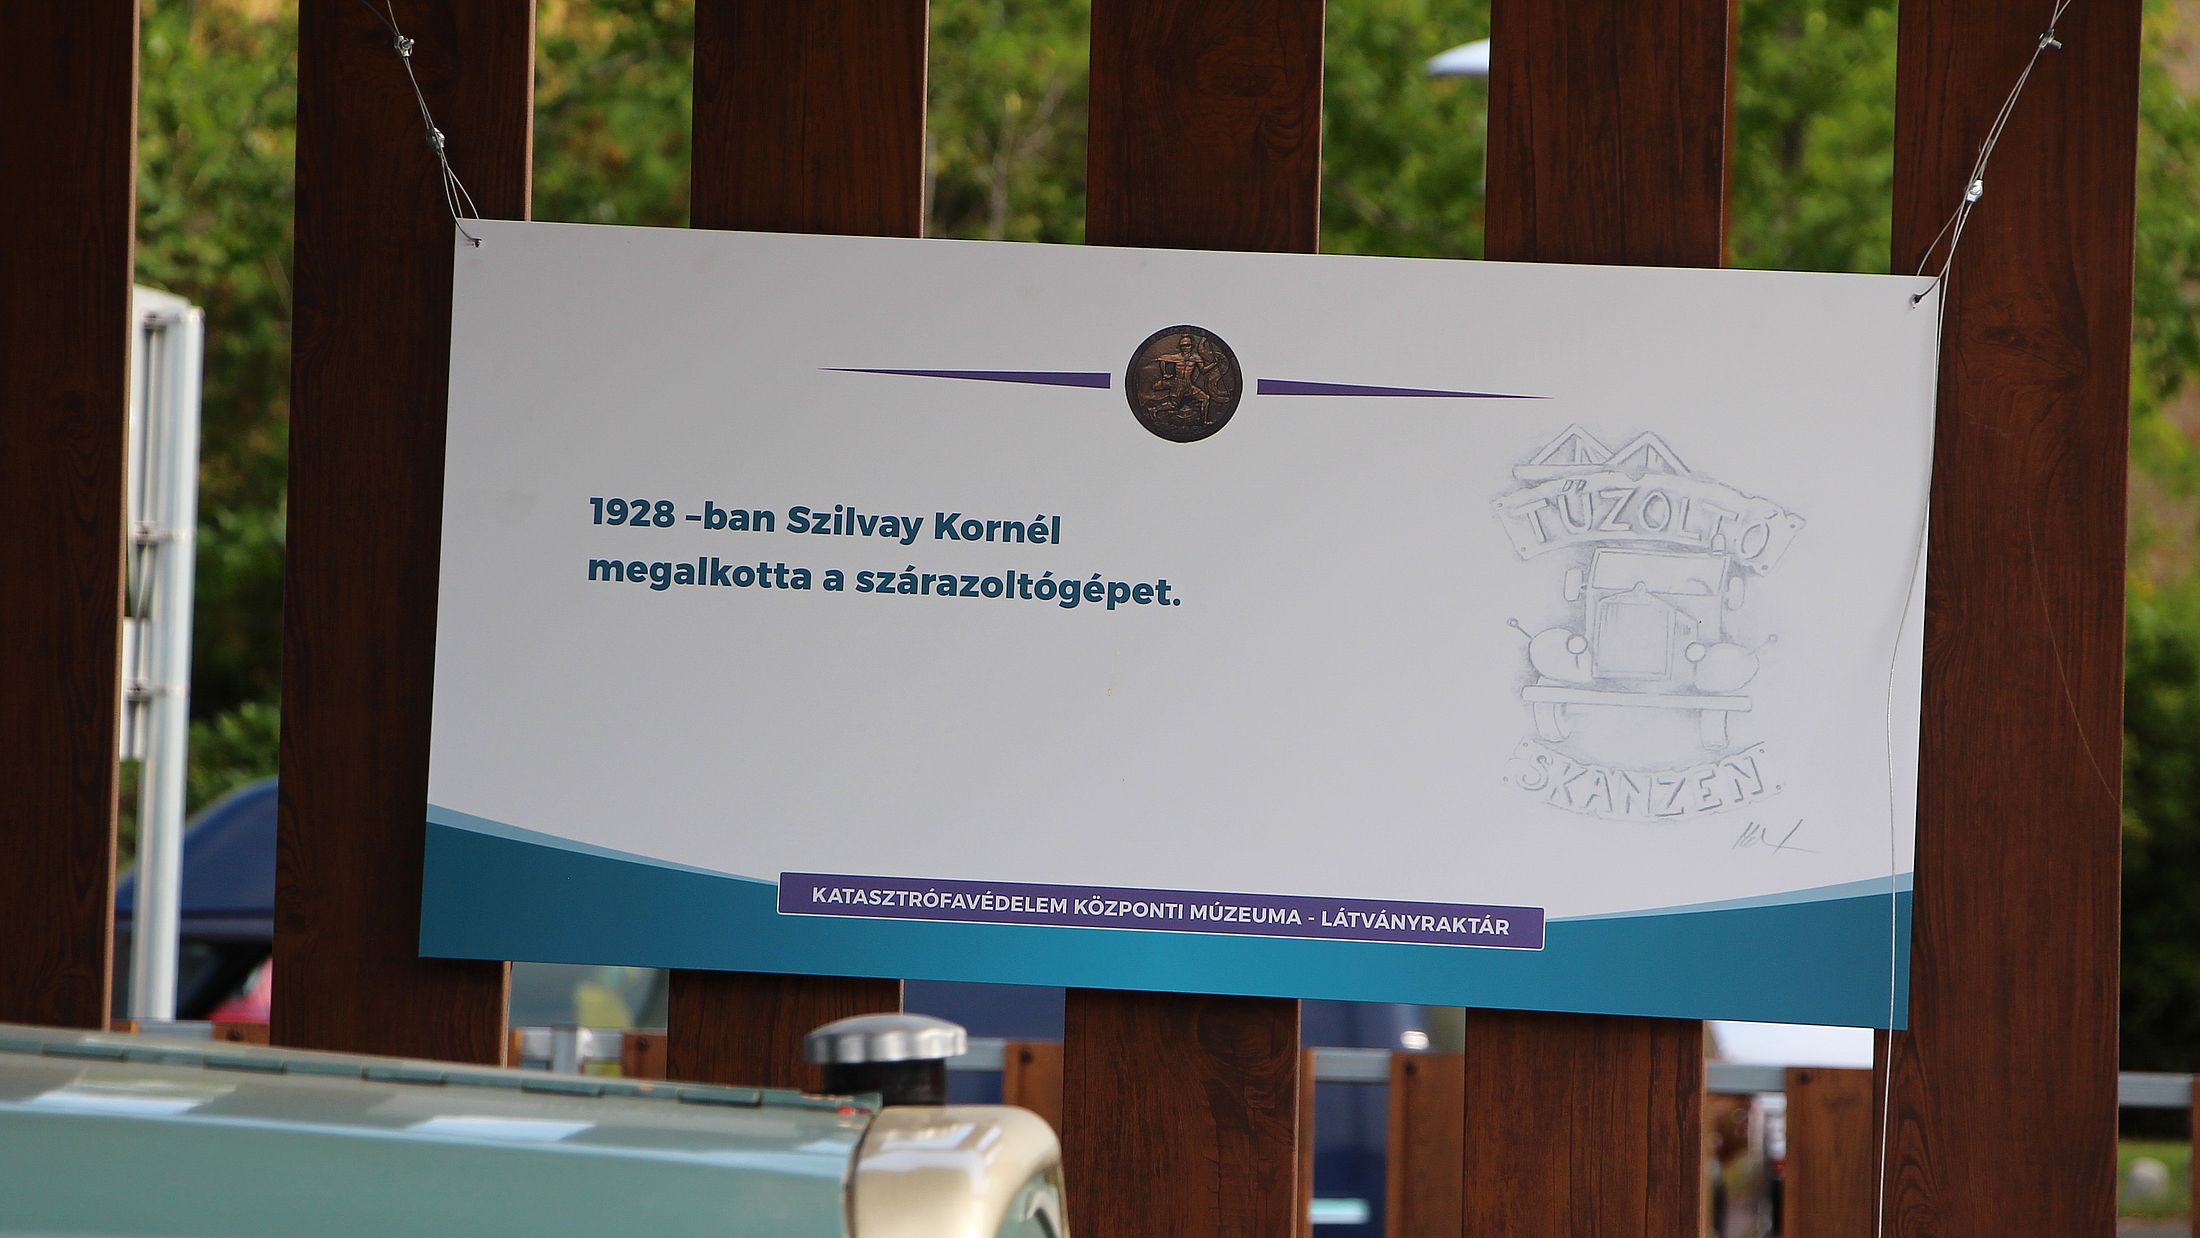 1928 –ban Szilvay Kornél
megalkotta a szárazoltógépet.
TŰZOLTÓ
SKANZEN
KATASZTRÓFAVÉDELEM KÖZPONTI MÚZEUMA - LÁTVÁNYRAKTÁR